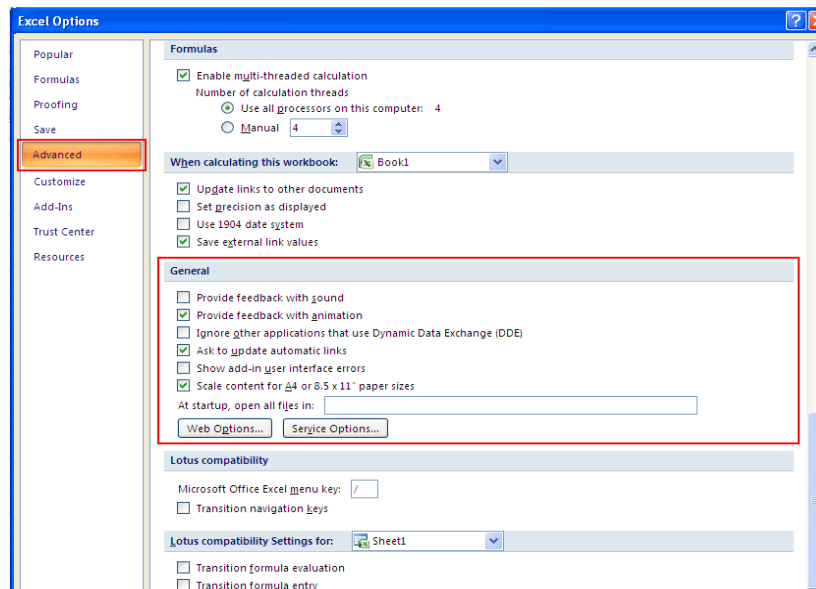 Excel Options
Popular
Formulas
Proofing
Save
Advanced
Customize
Add-Ins
Trust Center
Resources
Formulas
Enable multi-threaded calculation
Number of calculation threads
Use all processors on this computer: 4
Manual 4
When calculating this workbook: Book1
Update links to other documents
Set precision as displayed
Use 1904 date system
Save external link values
General
Provide feedback with sound
Provide feedback with animation
Ignore other applications that use Dynamic Data Exchange (DDE)
Ask to update automatic links
Show add-in user interface errors
Scale content for A4 or 8.5 x 11" paper sizes
At startup, open all files in:
Web Options... Service Options...
Lotus compatibility
Microsoft Office Excel menu key: /
Transition navigation keys
Lotus compatibility Settings for: Sheet1
Transition formula evaluation
Transition formula entry